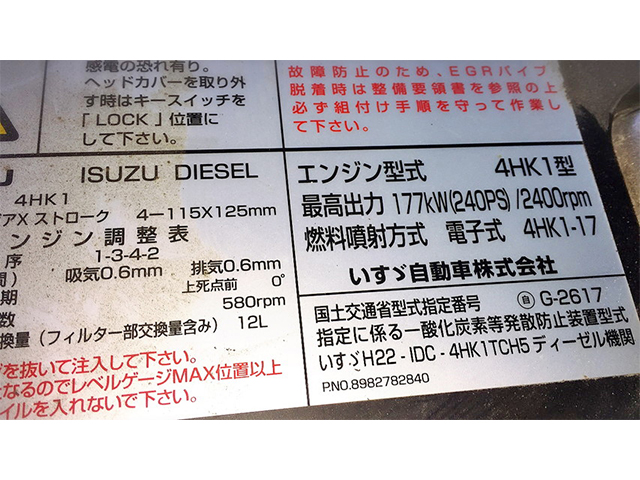 感電の恐れ有り。
ヘッドカバーを取り外
す時はキースイッチを
「LOCK」位置に
して下さい。
故障防止のため、EGRパイプ
脱着時は整備要領書を参照の上
必ず組付け手順を守って作業し
て下さい。
ISUZU DIESEL
4HK1
アX ストローク 4-115X125mm
ンジン調整表
序 1-3-4-2
吸気0.6mm 排気0.6mm
期 上死点前 0°
数 580rpm
換量(フィルター部交換量含み) 12L
を抜いて注入して下さい。
なるのでレベルゲージMAX位置以上
イルを入れないで下さい。
エンジン型式 4HK1型
最高出力 177kW(240PS)/2400rpm
燃料噴射方式 電子式 4HK1-17
いすゞ自動車株式会社
国土交通省型式指定番号 自 G-2617
指定に係る一酸化炭素等発散防止装置型式
いすゞH22-IDC-4HK1TCH5ディーゼル機関
P.NO.8982782840